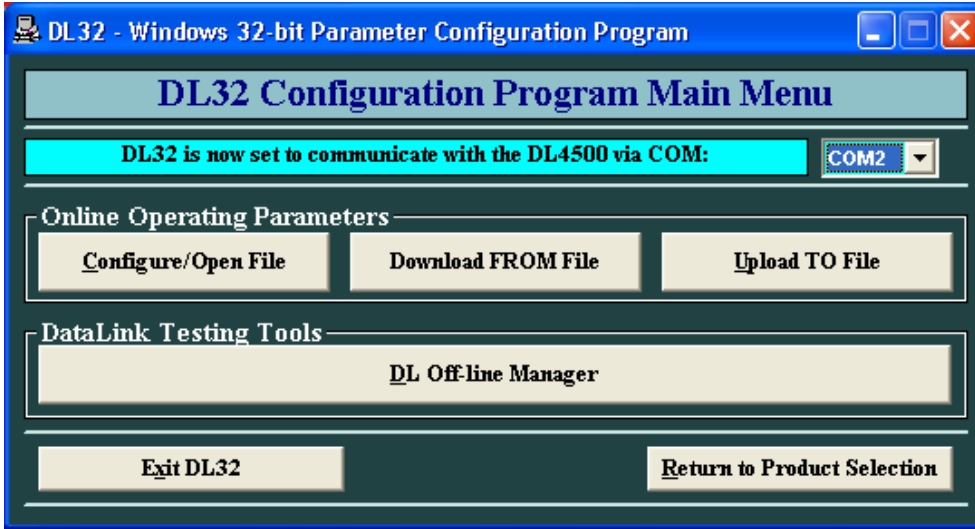 DL32 - Windows 32-bit Parameter Configuration Program
DL32 Configuration Program Main Menu
DL32 is now set to communicate with the DL4500 via COM: COM2
Online Operating Parameters
Configure/Open File Download FROM File Upload TO File
DataLink Testing Tools
DL Off-line Manager
Exit DL32 Return to Product Selection